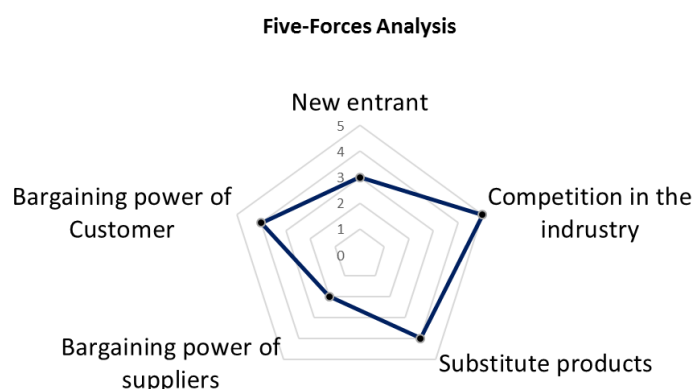 Five-Forces Analysis
New entrant
5
4
3
2
1
0
Bargaining power of
Customer
Competition in the
indrustry
Bargaining power of
suppliers
Substitute products